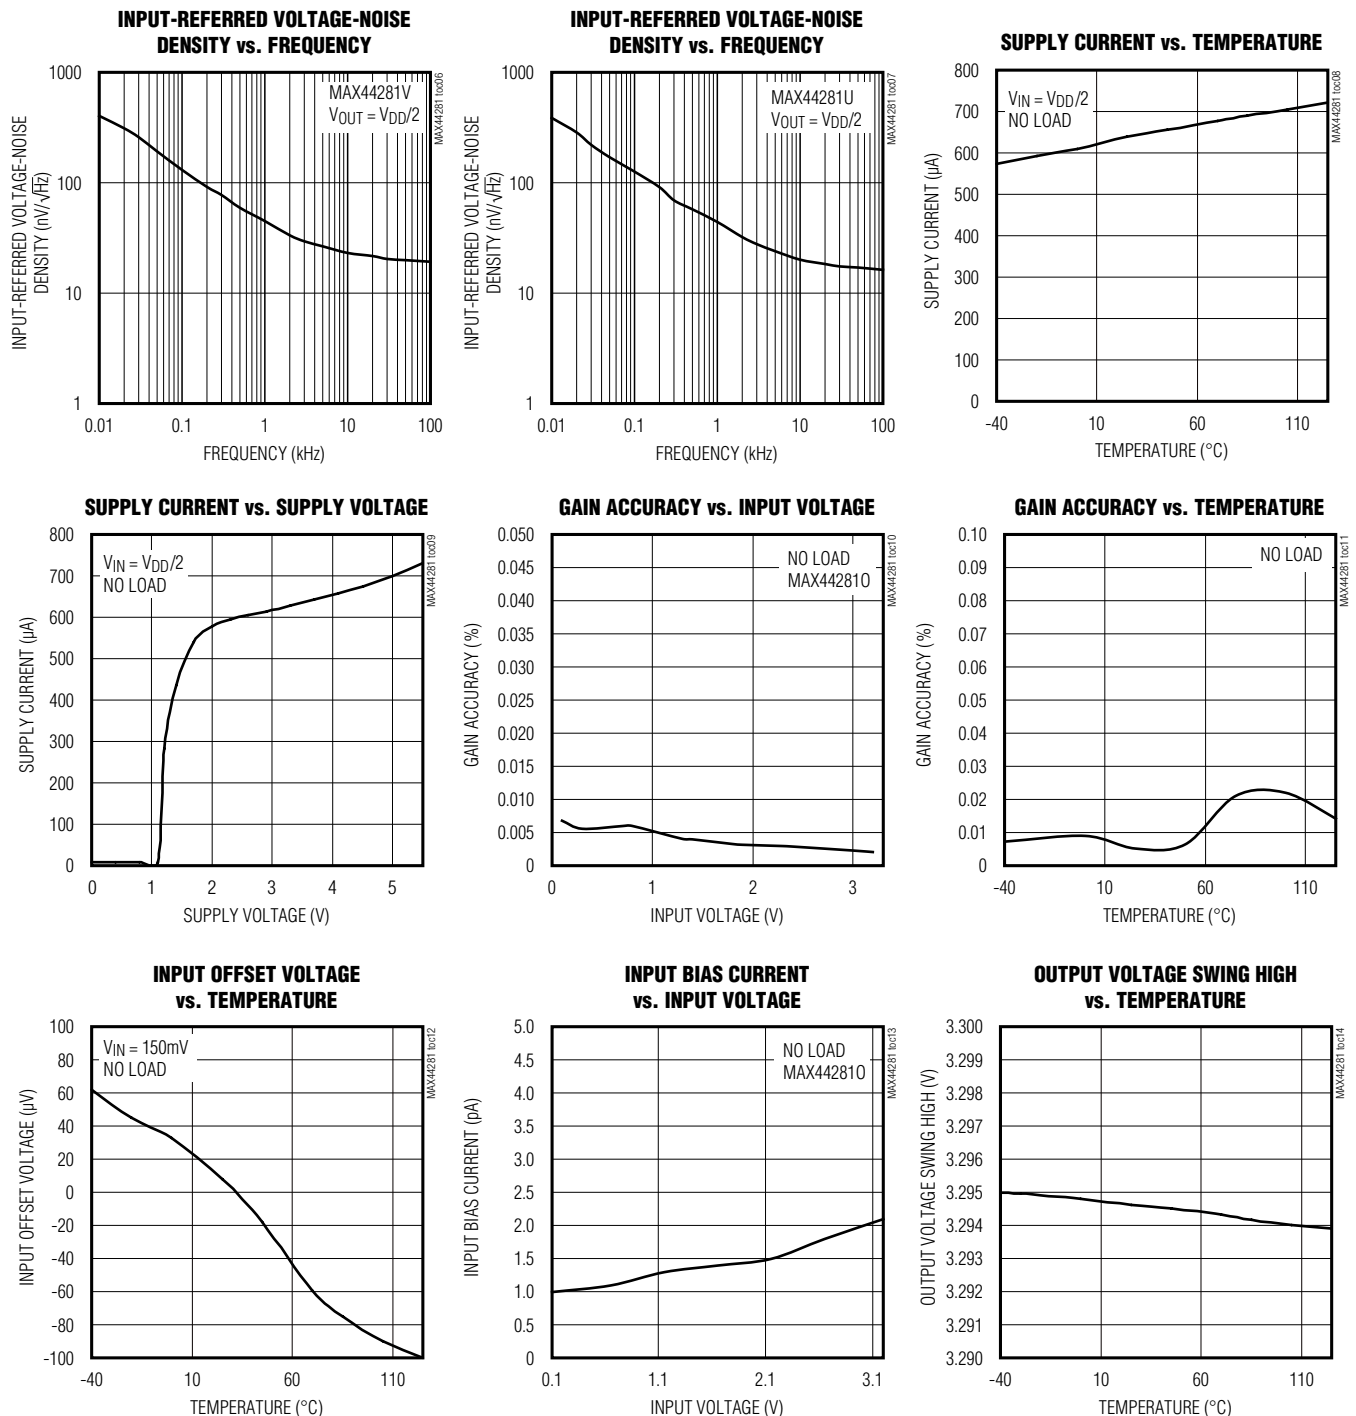 INPUT-REFERRED VOLTAGE-NOISE
DENSITY vs. FREQUENCY
MAX44281 toc06
MAX44281V
VOUT = VDD/2
INPUT-REFERRED VOLTAGE-NOISE
DENSITY (nV/√Hz)
1000
100
10
1
0.01 0.1 1 10 100
FREQUENCY (kHz)
INPUT-REFERRED VOLTAGE-NOISE
DENSITY vs. FREQUENCY
MAX44281 toc07
MAX44281U
VOUT = VDD/2
INPUT-REFERRED VOLTAGE-NOISE
DENSITY (nV/√Hz)
1000
100
10
1
0.01 0.1 1 10 100
FREQUENCY (kHz)
SUPPLY CURRENT vs. TEMPERATURE
MAX44281 toc08
VIN = VDD/2
NO LOAD
SUPPLY CURRENT (µA)
800
700
600
500
400
300
200
100
0
-40 10 60 110
TEMPERATURE (°C)
SUPPLY CURRENT vs. SUPPLY VOLTAGE
MAX44281 toc09
VIN = VDD/2
NO LOAD
SUPPLY CURRENT (µA)
800
700
600
500
400
300
200
100
0
0 1 2 3 4 5
SUPPLY VOLTAGE (V)
GAIN ACCURACY vs. INPUT VOLTAGE
MAX44281 toc10
NO LOAD
MAX44281O
GAIN ACCURACY (%)
0.050
0.045
0.040
0.035
0.030
0.025
0.020
0.015
0.010
0.005
0
0 1 2 3
INPUT VOLTAGE (V)
GAIN ACCURACY vs. TEMPERATURE
MAX44281 toc11
NO LOAD
GAIN ACCURACY (%)
0.10
0.09
0.08
0.07
0.06
0.05
0.04
0.03
0.02
0.01
0
-40 10 60 110
TEMPERATURE (°C)
INPUT OFFSET VOLTAGE
vs. TEMPERATURE
MAX44281 toc12
VIN = 150mV
NO LOAD
INPUT OFFSET VOLTAGE (µV)
100
80
60
40
20
0
-20
-40
-60
-80
-100
-40 10 60 110
TEMPERATURE (°C)
INPUT BIAS CURRENT
vs. INPUT VOLTAGE
MAX44281 toc13
NO LOAD
MAX44281O
INPUT BIAS CURRENT (pA)
5.0
4.5
4.0
3.5
3.0
2.5
2.0
1.5
1.0
0.5
0
0.1 1.1 2.1 3.1
INPUT VOLTAGE (V)
OUTPUT VOLTAGE SWING HIGH
vs. TEMPERATURE
MAX44281 toc14
OUTPUT VOLTAGE SWING HIGH (V)
3.300
3.299
3.298
3.297
3.296
3.295
3.294
3.293
3.292
3.291
3.290
-40 10 60 110
TEMPERATURE (°C)